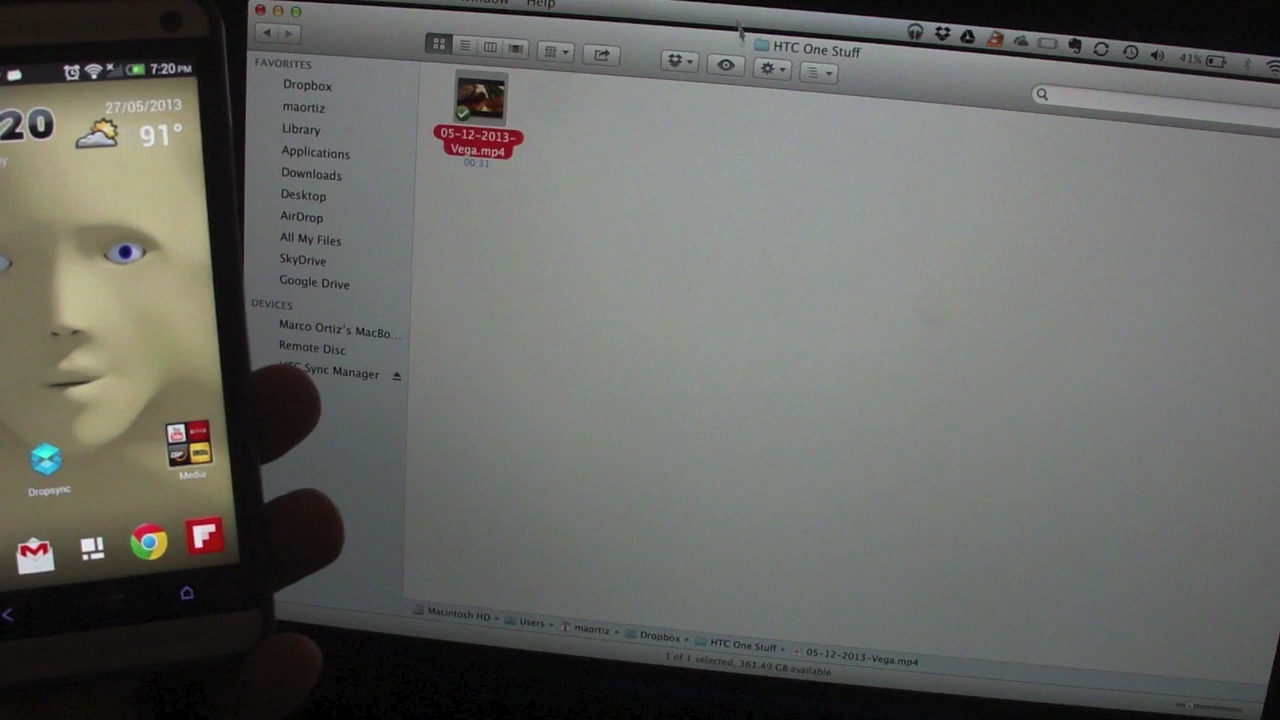 7:20 PM
27/05/2013
20
91°
Dropsync
Media
Help
HTC One Stuff
41%
FAVORITES
Dropbox
maortiz
Library
Applications
Downloads
Desktop
AirDrop
All My Files
SkyDrive
Google Drive
DEVICES
Marco Ortiz's MacBo...
Remote Disc
Sync Manager
05-12-2013-
Vega.mp4
00:31
Macintosh HD ▸ Users ▸ maortiz ▸ Dropbox ▸ HTC One Stuff ▸ 05-12-2013-Vega.mp4
1 of 1 selected, 361.49 GB available